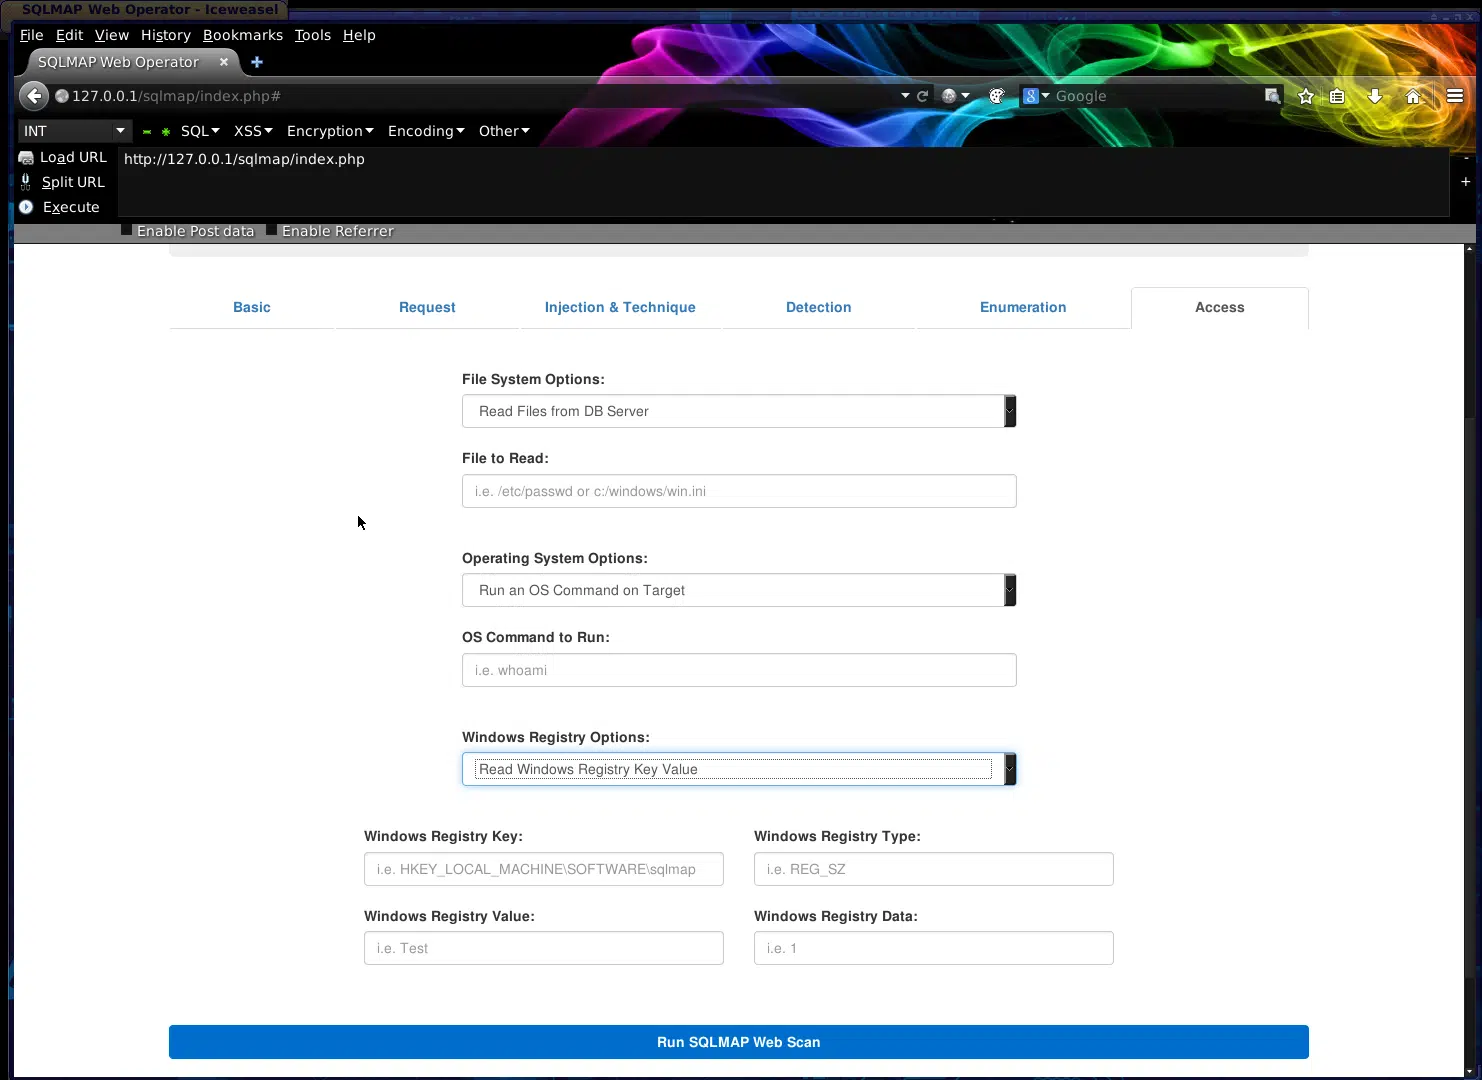 SQLMAP Web Operator - Iceweasel
File Edit View History Bookmarks Tools Help
SQLMAP Web Operator
127.0.0.1/sqlmap/index.php#
Google
INT SQL XSS Encryption Encoding Other
Load URL
http://127.0.0.1/sqlmap/index.php
Split URL
Execute
Enable Post data Enable Referrer
Basic Request Injection & Technique Detection Enumeration Access
File System Options:
Read Files from DB Server
File to Read:
i.e. /etc/passwd or c:/windows/win.ini
Operating System Options:
Run an OS Command on Target
OS Command to Run:
i.e. whoami
Windows Registry Options:
Read Windows Registry Key Value
Windows Registry Key: Windows Registry Type:
i.e. HKEY_LOCAL_MACHINE\SOFTWARE\sqlmap i.e. REG_SZ
Windows Registry Value: Windows Registry Data:
i.e. Test i.e. 1
Run SQLMAP Web Scan